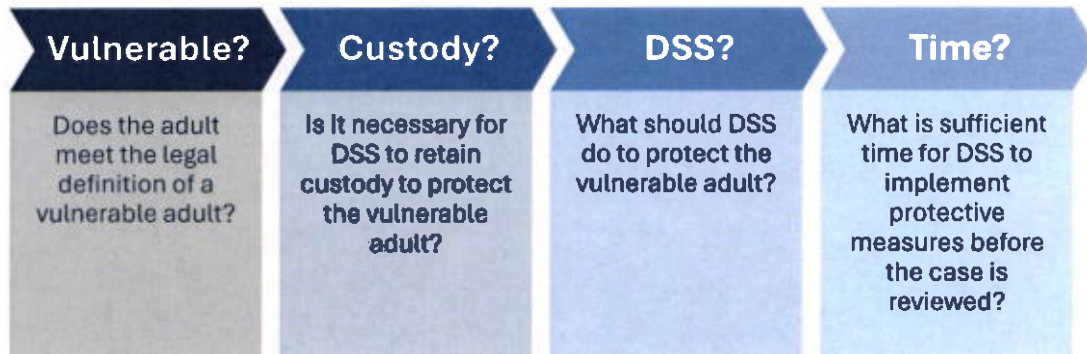 Vulnerable?
Does the adult
meet the legal
definition of a
vulnerable adult?
Custody?
Is it necessary for
DSS to retain
custody to protect
the vulnerable
adult?
DSS?
What should DSS
do to protect the
vulnerable adult?
Time?
What is sufficient
time for DSS to
implement
protective
measures before
the case is
reviewed?